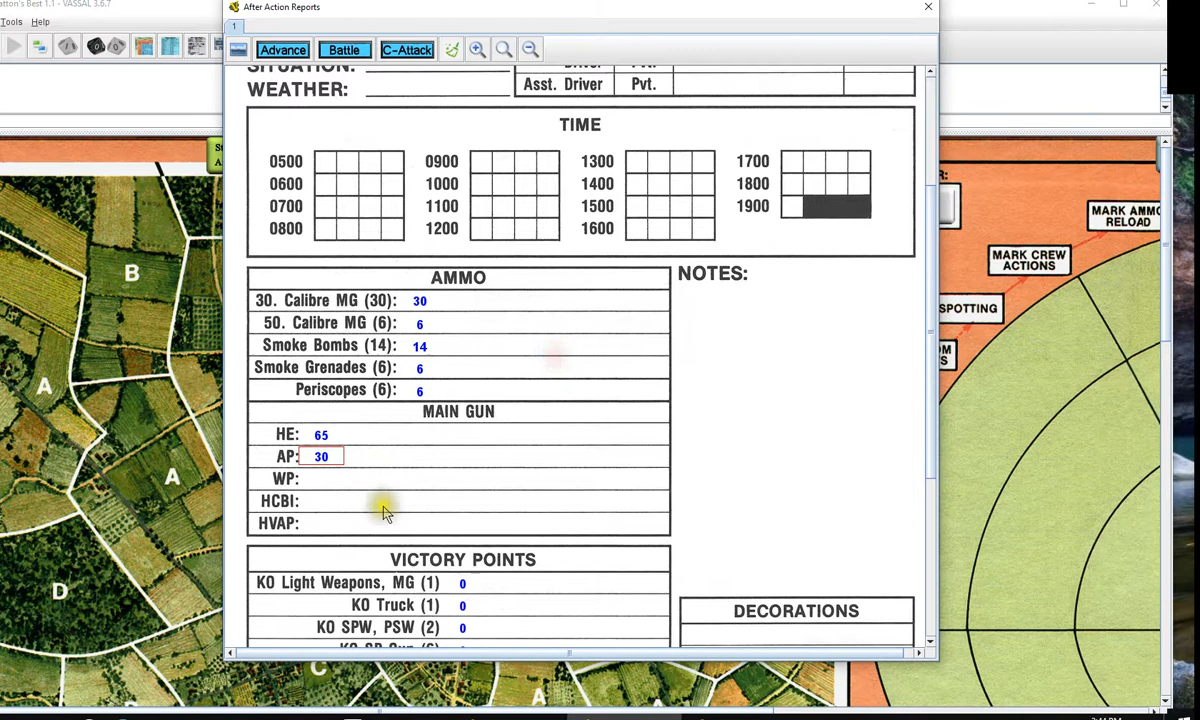 atton's Best 1.1 - VASSAL 3.6.7
Tools Help
After Action Reports
1
Advance Battle C-Attack
SITUATION:
WEATHER:
Asst. Driver Pvt.
TIME
0500 0900 1300 1700
0600 1000 1400 1800
0700 1100 1500 1900
0800 1200 1600
AMMO
30. Calibre MG (30): 30
50. Calibre MG (6): 6
Smoke Bombs (14): 14
Smoke Grenades (6): 6
Periscopes (6): 6
MAIN GUN
HE: 65
AP: 30
WP:
HCBI:
HVAP:
NOTES:
VICTORY POINTS
KO Light Weapons, MG (1) 0
KO Truck (1) 0
KO SPW, PSW (2) 0
DECORATIONS
MARK AMMO
RELOAD
MARK CREW
ACTIONS
SPOTTING
B
A
A
D
C
A